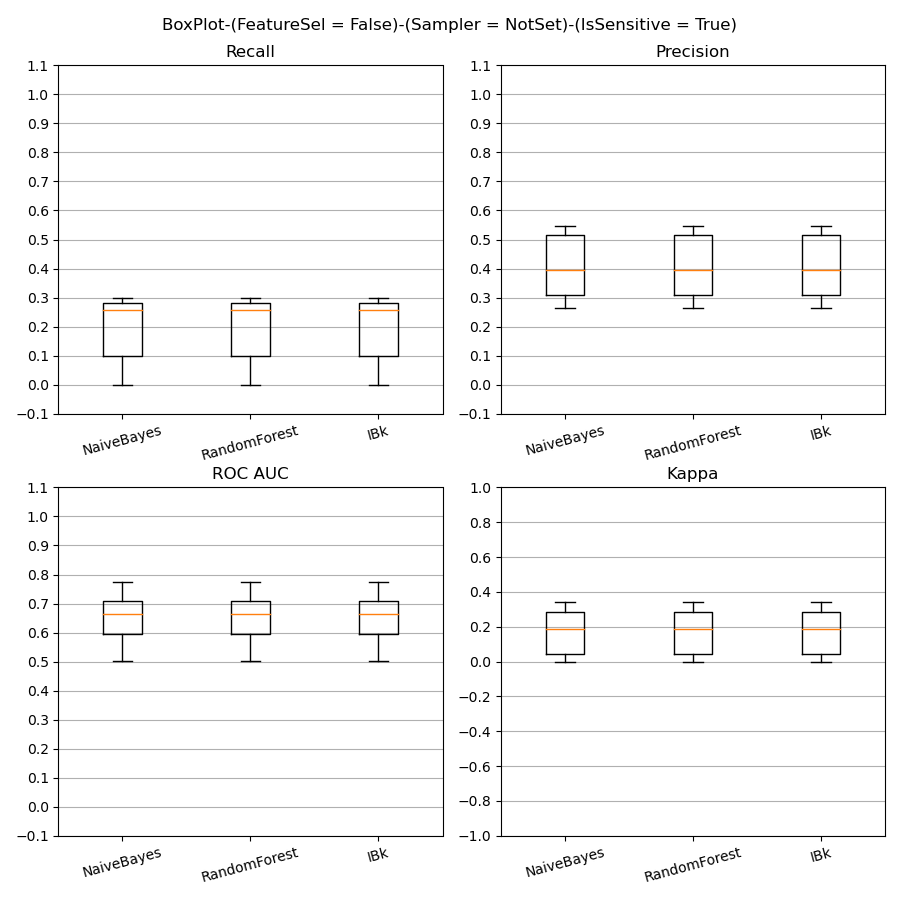 BoxPlot-(FeatureSel = False)-(Sampler = NotSet)-(IsSensitive = True)
Recall
1.1
1.0
0.9
0.8
0.7
0.6
0.5
0.4
0.3
0.2
0.1
0.0
−0.1
NaiveBayes
RandomForest
IBk
Precision
1.1
1.0
0.9
0.8
0.7
0.6
0.5
0.4
0.3
0.2
0.1
0.0
−0.1
NaiveBayes
RandomForest
IBk
ROC AUC
1.1
1.0
0.9
0.8
0.7
0.6
0.5
0.4
0.3
0.2
0.1
0.0
−0.1
NaiveBayes
RandomForest
IBk
Kappa
1.0
0.8
0.6
0.4
0.2
0.0
−0.2
−0.4
−0.6
−0.8
−1.0
NaiveBayes
RandomForest
IBk